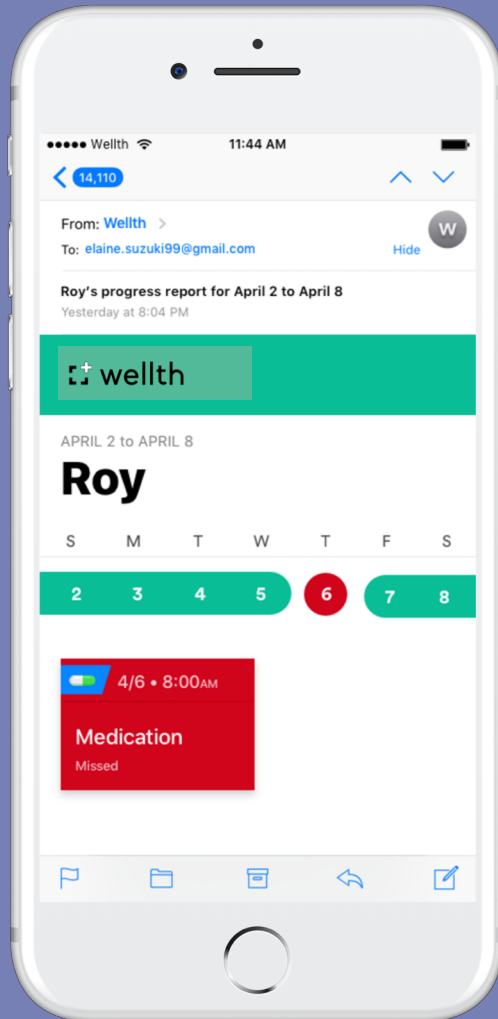 Wellth 11:44 AM
14,110
From: Wellth
W
To: elaine.suzuki99@gmail.com Hide
Roy's progress report for April 2 to April 8
Yesterday at 8:04 PM
wellth
APRIL 2 to APRIL 8
Roy
S M T W T F S
2 3 4 5 6 7 8
4/6 • 8:00AM
Medication
Missed